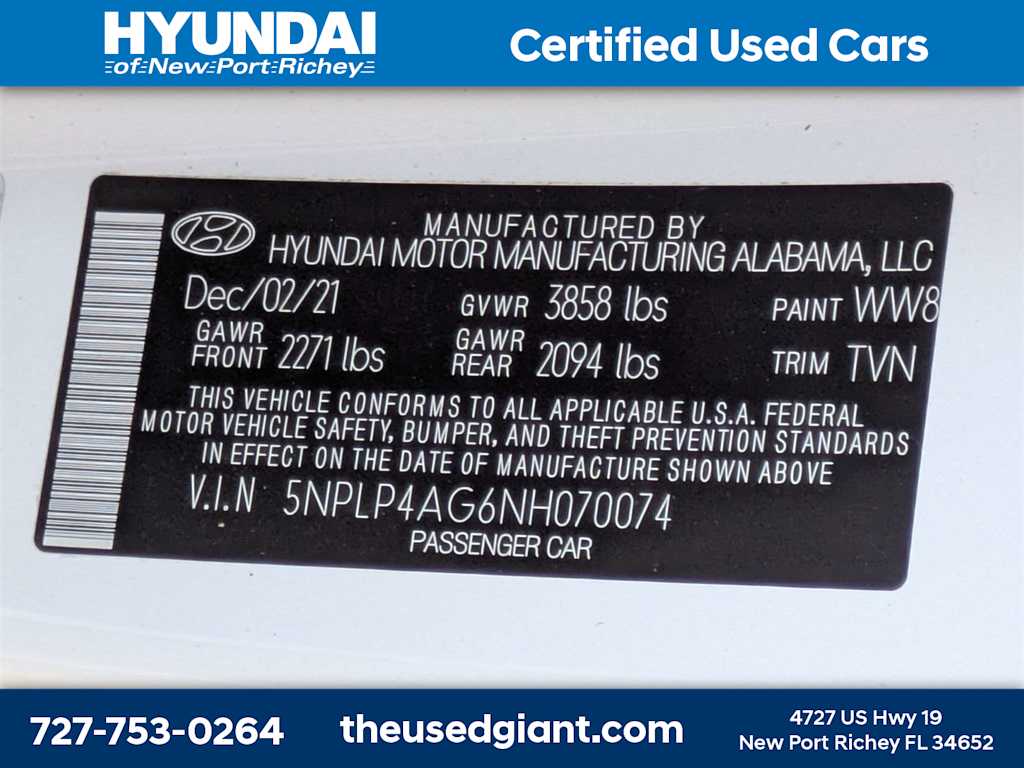 HYUNDAI
of New Port Richey
Certified Used Cars
MANUFACTURED BY
HYUNDAI MOTOR MANUFACTURING ALABAMA, LLC
Dec/02/21 GVWR 3858 lbs PAINT WW8
GAWR FRONT 2271 lbs GAWR REAR 2094 lbs TRIM TVN
THIS VEHICLE CONFORMS TO ALL APPLICABLE U.S.A. FEDERAL
MOTOR VEHICLE SAFETY, BUMPER, AND THEFT PREVENTION STANDARDS
IN EFFECT ON THE DATE OF MANUFACTURE SHOWN ABOVE
V.I.N 5NPLP4AG6NH070074
PASSENGER CAR
727-753-0264
theusedgiant.com
4727 US Hwy 19
New Port Richey FL 34652